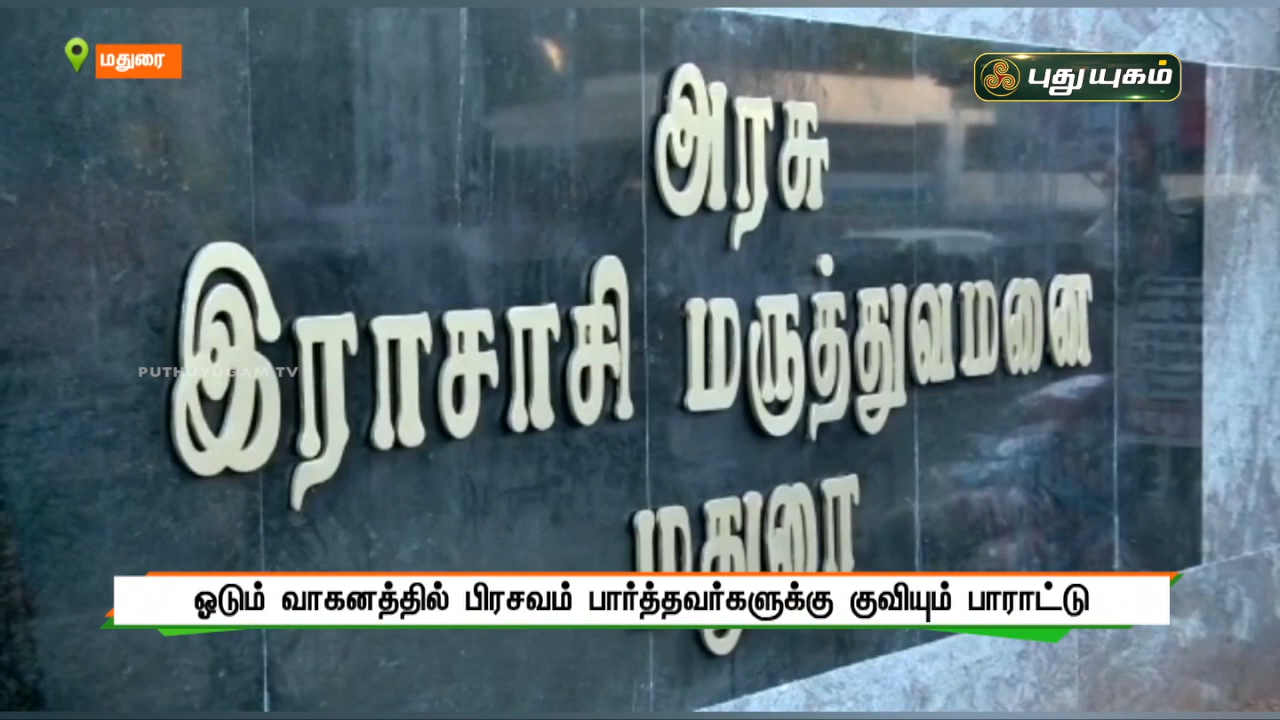 மதுரை
புதுயுகம்
அரசு
இராசாசி மருத்துவமனை
PUTHUYUGAM TV
மதுரை
ஓடும் வாகனத்தில் பிரசவம் பார்த்தவர்களுக்கு குவியும் பாராட்டு